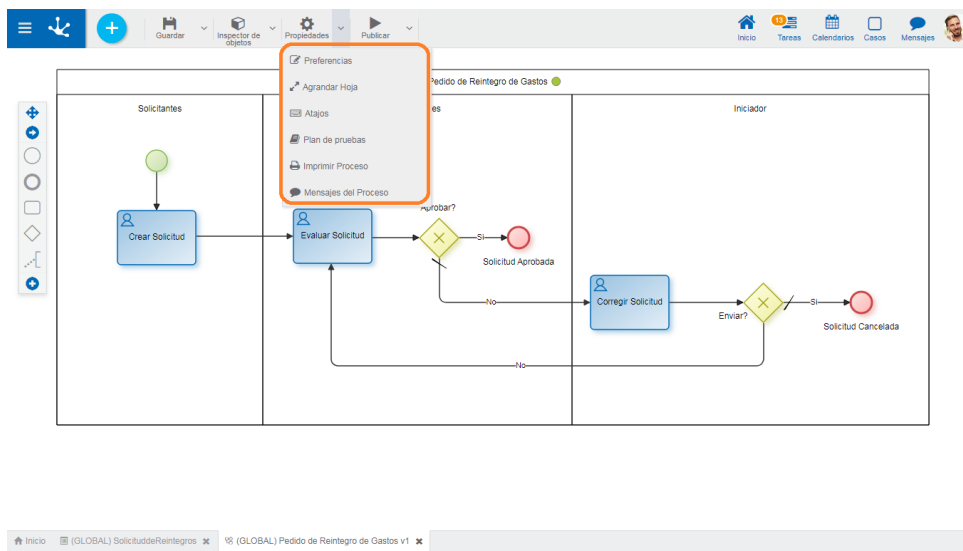 Guardar
Inspector de
objetos
Propiedades
Publicar
Inicio
13
Tareas
Calendarios
Casos
Mensajes
Preferencias
Agrandar Hoja
Atajos
Plan de pruebas
Imprimir Proceso
Mensajes del Proceso
Pedido de Reintegro de Gastos
Solicitantes
es
Iniciador
Crear Solicitud
Evaluar Solicitud
Aprobar?
Si
Solicitud Aprobada
No
Corregir Solicitud
Enviar?
Si
Solicitud Cancelada
No
Inicio
(GLOBAL) SolicituddeReintegros
(GLOBAL) Pedido de Reintegro de Gastos v1